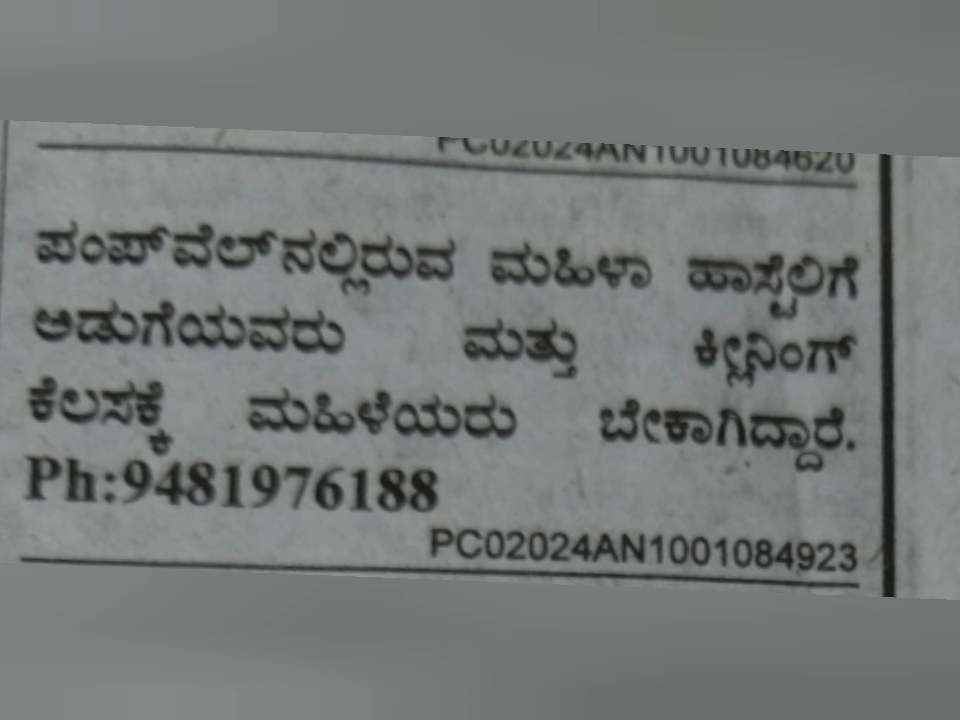 PC02024AN1001084620
ಪಂಪ್‌ವೆಲ್‌ನಲ್ಲಿರುವ ಮಹಿಳಾ ಹಾಸ್ಟೆಲಿಗೆ
ಅಡುಗೆಯವರು ಮತ್ತು ಕ್ಲೀನಿಂಗ್
ಕೆಲಸಕ್ಕೆ ಮಹಿಳೆಯರು ಬೇಕಾಗಿದ್ದಾರೆ.
Ph:9481976188
PC02024AN1001084923